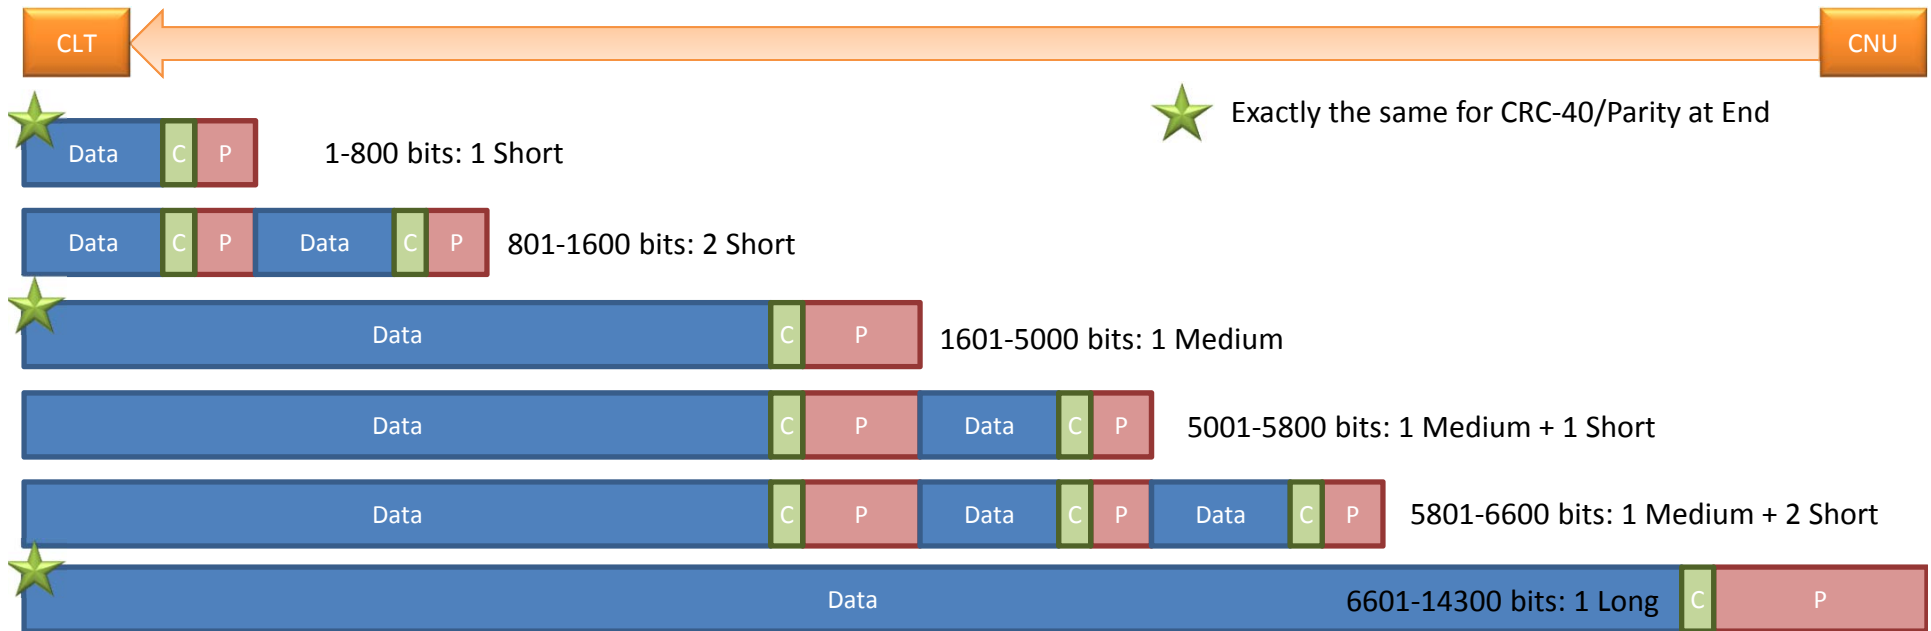 CLT
CNU
Exactly the same for CRC-40/Parity at End
Data C P 1-800 bits: 1 Short
Data C P Data C P 801-1600 bits: 2 Short
Data C P 1601-5000 bits: 1 Medium
Data C P Data C P 5001-5800 bits: 1 Medium + 1 Short
Data C P Data C P Data C P 5801-6600 bits: 1 Medium + 2 Short
Data 6601-14300 bits: 1 Long C P